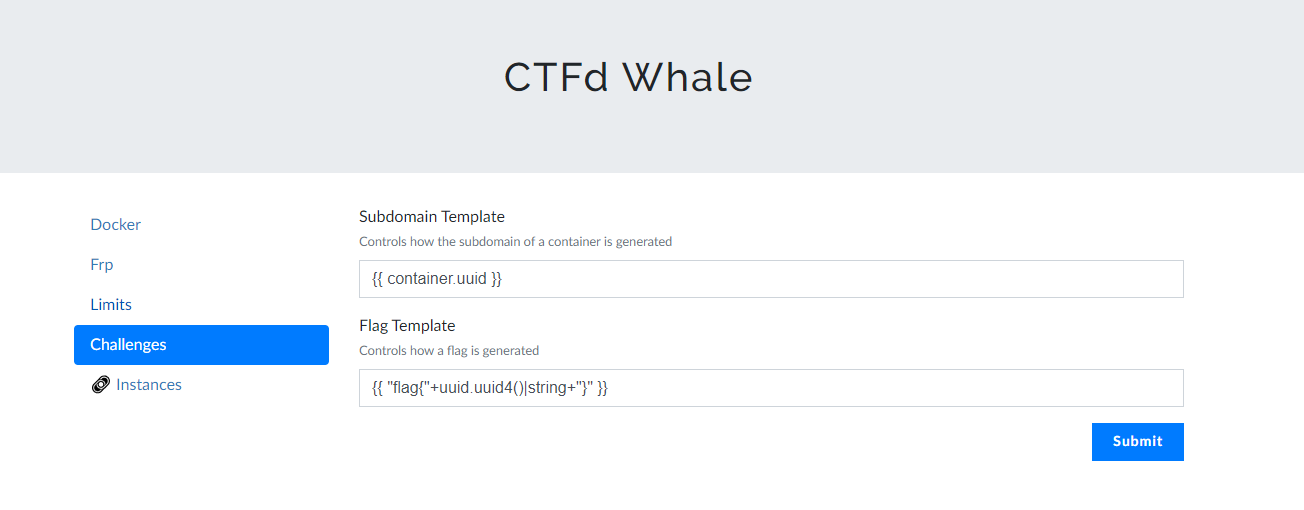 CTFd Whale
Docker
Frp
Limits
Challenges
Instances
Subdomain Template
Controls how the subdomain of a container is generated
{{ container.uuid }}
Flag Template
Controls how a flag is generated
{{ "flag{"+uuid.uuid4()|string+"}" }}
Submit